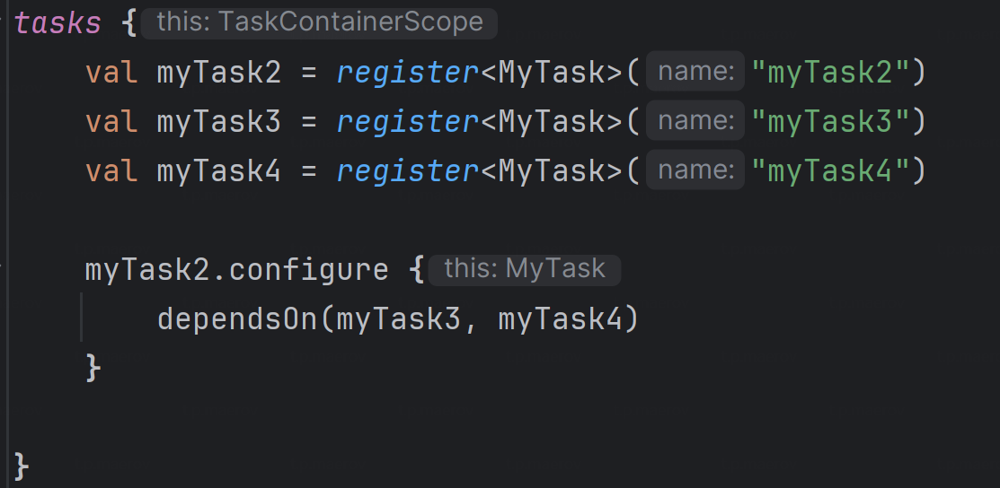 tasks { this: TaskContainerScope
val myTask2 = register<MyTask>( name: "myTask2")
val myTask3 = register<MyTask>( name: "myTask3")
val myTask4 = register<MyTask>( name: "myTask4")
myTask2.configure { this: MyTask
dependsOn(myTask3, myTask4)
}
}